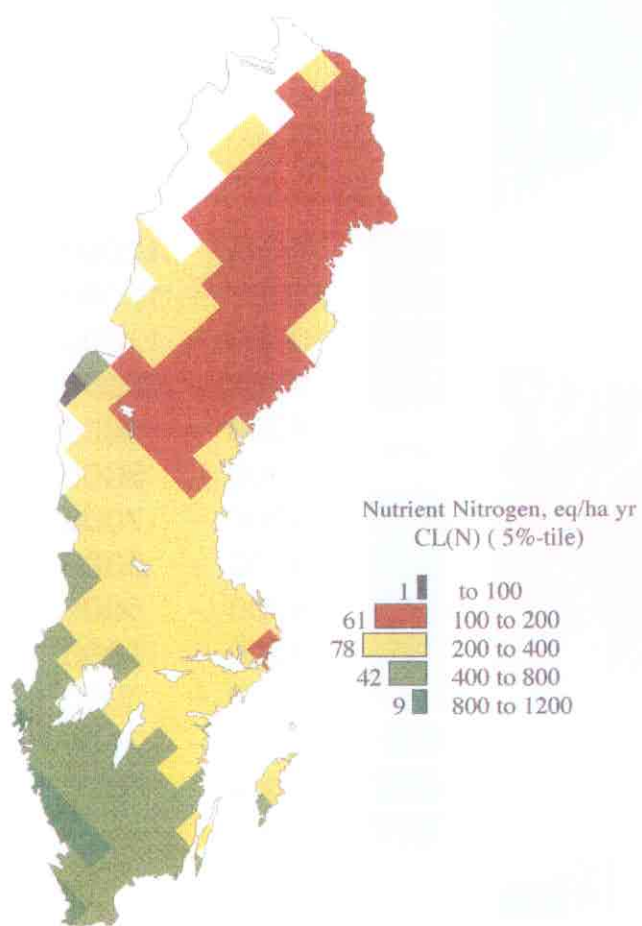 Nutrient Nitrogen, eq/ha yr
CL(N) ( 5%-tile)
1 to 100
61 100 to 200
78 200 to 400
42 400 to 800
9 800 to 1200